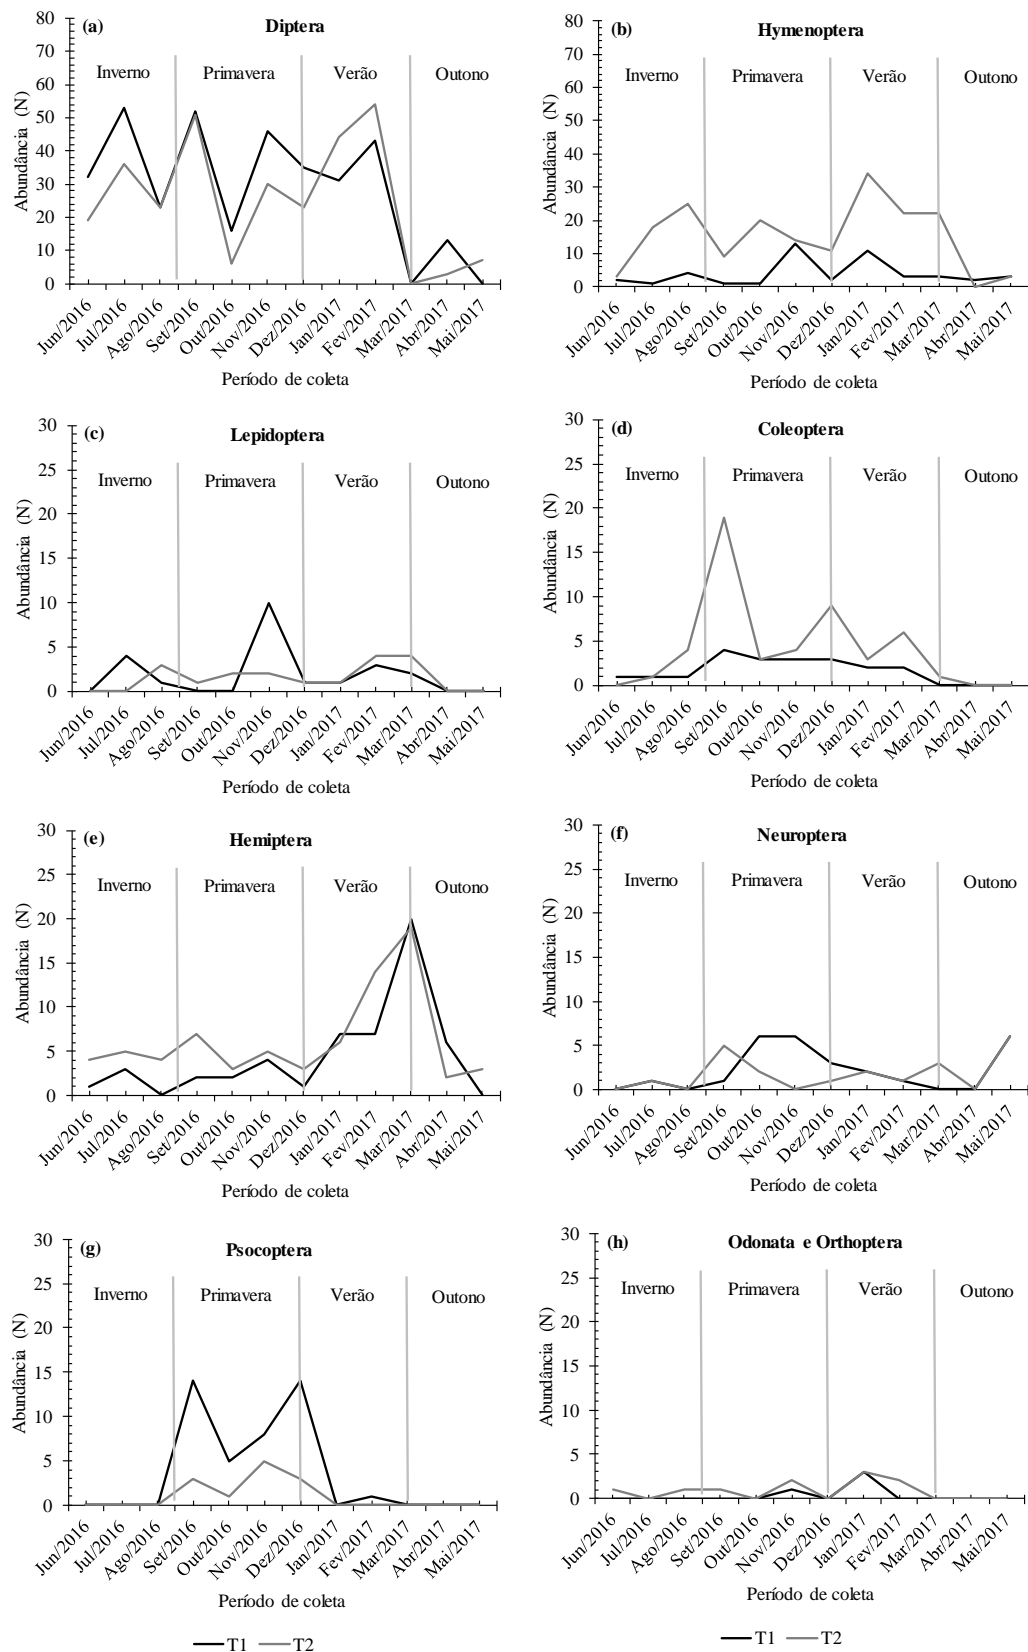 (a) Diptera
Inverno Primavera Verão Outono
Abundância (N)
80
70
60
50
40
30
20
10
0
Jun/2016 Jul/2016 Ago/2016 Set/2016 Out/2016 Nov/2016 Dez/2016 Jan/2017 Fev/2017 Mar/2017 Abr/2017 Mai/2017
Período de coleta
(b) Hymenoptera
Inverno Primavera Verão Outono
Abundância (N)
80
70
60
50
40
30
20
10
0
Jun/2016 Jul/2016 Ago/2016 Set/2016 Out/2016 Nov/2016 Dez/2016 Jan/2017 Fev/2017 Mar/2017 Abr/2017 Mai/2017
Período de coleta
(c) Lepidoptera
Inverno Primavera Verão Outono
Abundância (N)
30
25
20
15
10
5
0
Jun/2016 Jul/2016 Ago/2016 Set/2016 Out/2016 Nov/2016 Dez/2016 Jan/2017 Fev/2017 Mar/2017 Abr/2017 Mai/2017
Período de coleta
(d) Coleoptera
Inverno Primavera Verão Outono
Abundância (N)
30
25
20
15
10
5
0
Jun/2016 Jul/2016 Ago/2016 Set/2016 Out/2016 Nov/2016 Dez/2016 Jan/2017 Fev/2017 Mar/2017 Abr/2017 Mai/2017
Período de coleta
(e) Hemiptera
Inverno Primavera Verão Outono
Abundância (N)
30
25
20
15
10
5
0
Jun/2016 Jul/2016 Ago/2016 Set/2016 Out/2016 Nov/2016 Dez/2016 Jan/2017 Fev/2017 Mar/2017 Abr/2017 Mai/2017
Período de coleta
(f) Neuroptera
Inverno Primavera Verão Outono
Abundância (N)
30
25
20
15
10
5
0
Jun/2016 Jul/2016 Ago/2016 Set/2016 Out/2016 Nov/2016 Dez/2016 Jan/2017 Fev/2017 Mar/2017 Abr/2017 Mai/2017
Período de coleta
(g) Psocoptera
Inverno Primavera Verão Outono
Abundância (N)
30
25
20
15
10
5
0
Jun/2016 Jul/2016 Ago/2016 Set/2016 Out/2016 Nov/2016 Dez/2016 Jan/2017 Fev/2017 Mar/2017 Abr/2017 Mai/2017
Período de coleta
T1 T2
(h) Odonata e Orthoptera
Inverno Primavera Verão Outono
Abundância (N)
30
25
20
15
10
5
0
Jun/2016 Jul/2016 Ago/2016 Set/2016 Out/2016 Nov/2016 Dez/2016 Jan/2017 Fev/2017 Mar/2017 Abr/2017 Mai/2017
Período de coleta
T1 T2